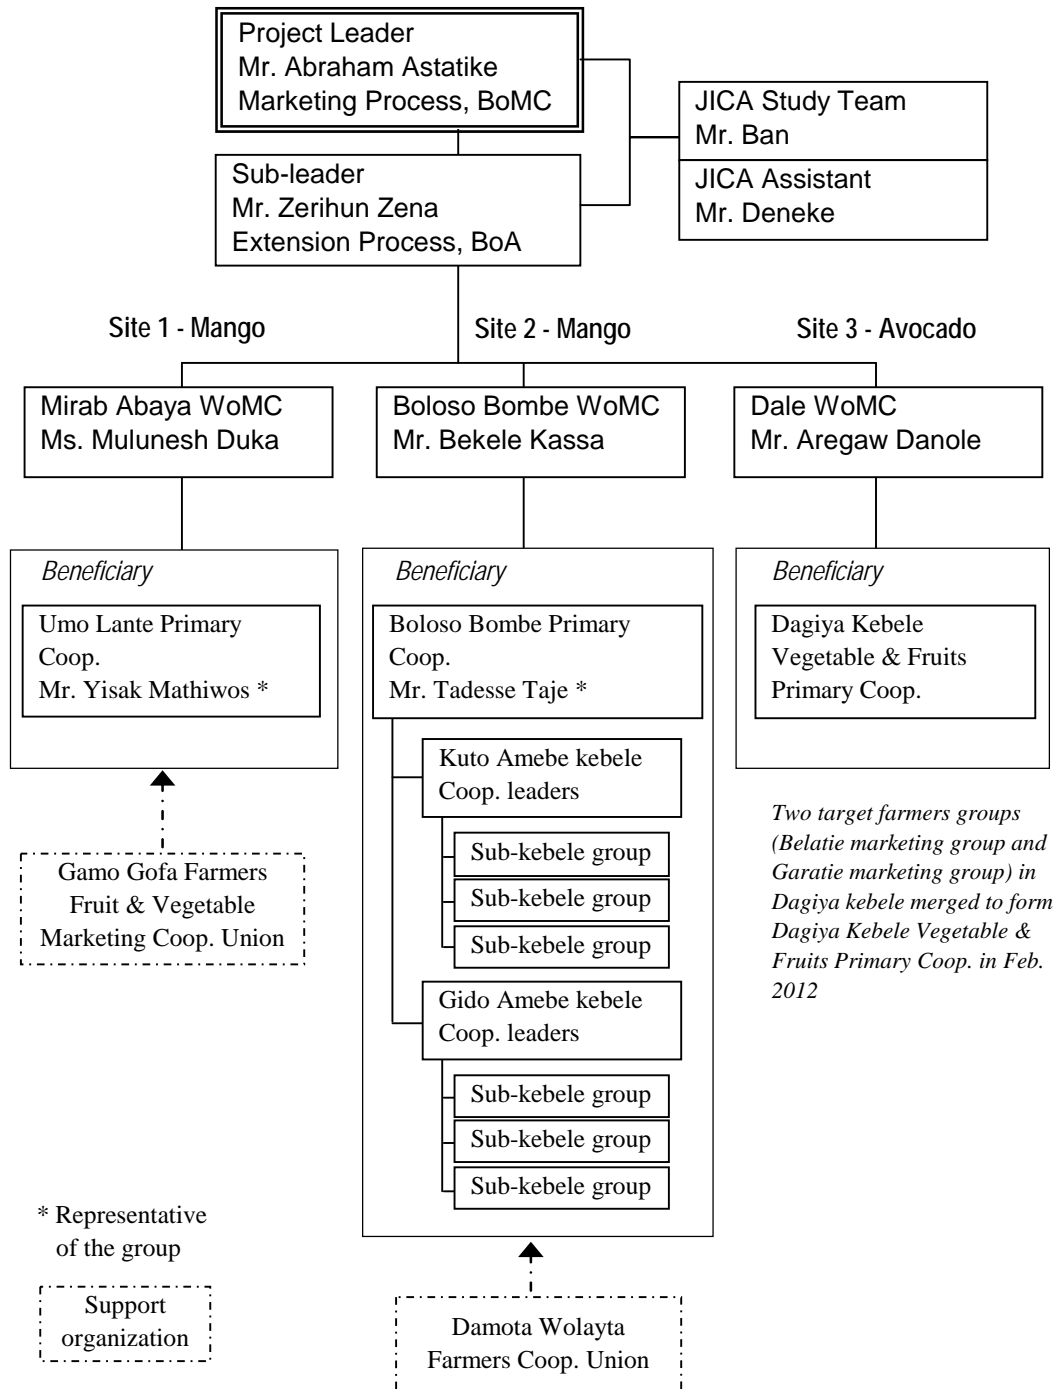 Project Leader
Mr. Abraham Astatike
Marketing Process, BoMC
JICA Study Team
Mr. Ban
JICA Assistant
Mr. Deneke
Sub-leader
Mr. Zerihun Zena
Extension Process, BoA
Site 1 - Mango
Site 2 - Mango
Site 3 - Avocado
Mirab Abaya WoMC
Ms. Mulunesh Duka
Boloso Bombe WoMC
Mr. Bekele Kassa
Dale WoMC
Mr. Aregaw Danole
Beneficiary
Umo Lante Primary
Coop.
Mr. Yisak Mathiwos *
Gamo Gofa Farmers
Fruit & Vegetable
Marketing Coop. Union
Beneficiary
Boloso Bombe Primary
Coop.
Mr. Tadesse Taje *
Kuto Amebe kebele
Coop. leaders
Sub-kebele group
Sub-kebele group
Sub-kebele group
Gido Amebe kebele
Coop. leaders
Sub-kebele group
Sub-kebele group
Sub-kebele group
Damota Wolayta
Farmers Coop. Union
Beneficiary
Dagiya Kebele
Vegetable & Fruits
Primary Coop.
Two target farmers groups
(Belatie marketing group and
Garatie marketing group) in
Dagiya kebele merged to form
Dagiya Kebele Vegetable &
Fruits Primary Coop. in Feb.
2012
* Representative
of the group
Support
organization